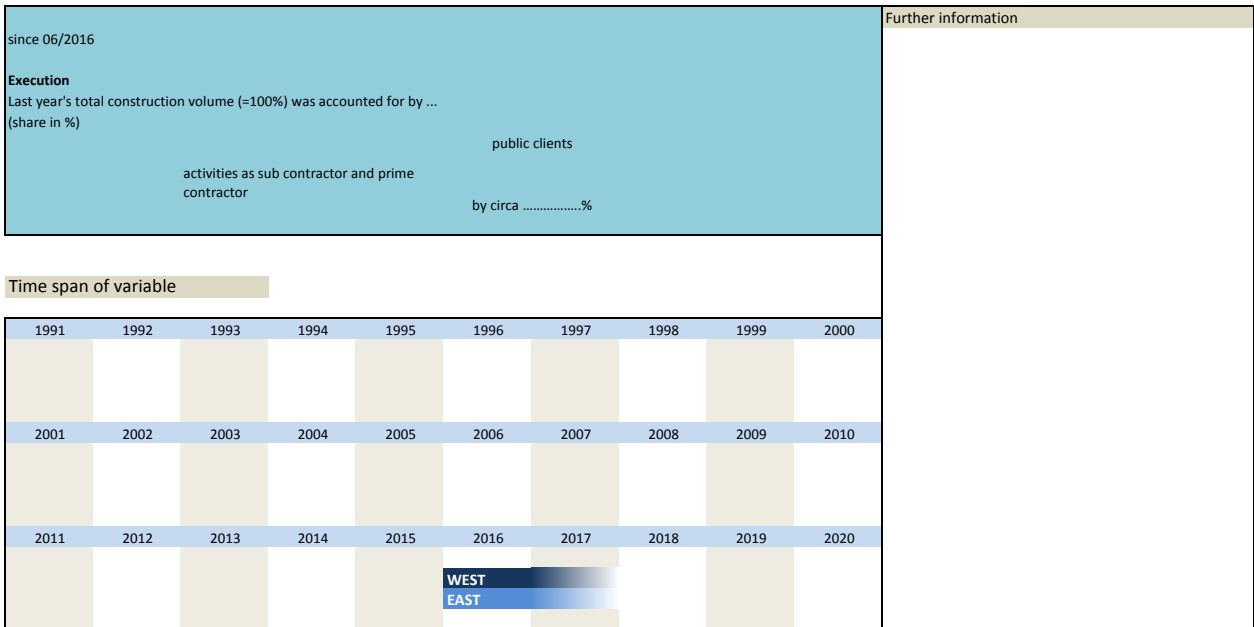 Further information
since 06/2016
Execution
Last year's total construction volume (=100%) was accounted for by ...
(share in %)
public clients
activities as sub contractor and prime
contractor
by circa ……………..%
Time span of variable
1991 1992 1993 1994 1995 1996 1997 1998 1999 2000
2001 2002 2003 2004 2005 2006 2007 2008 2009 2010
2011 2012 2013 2014 2015 2016 2017 2018 2019 2020
WEST
EAST